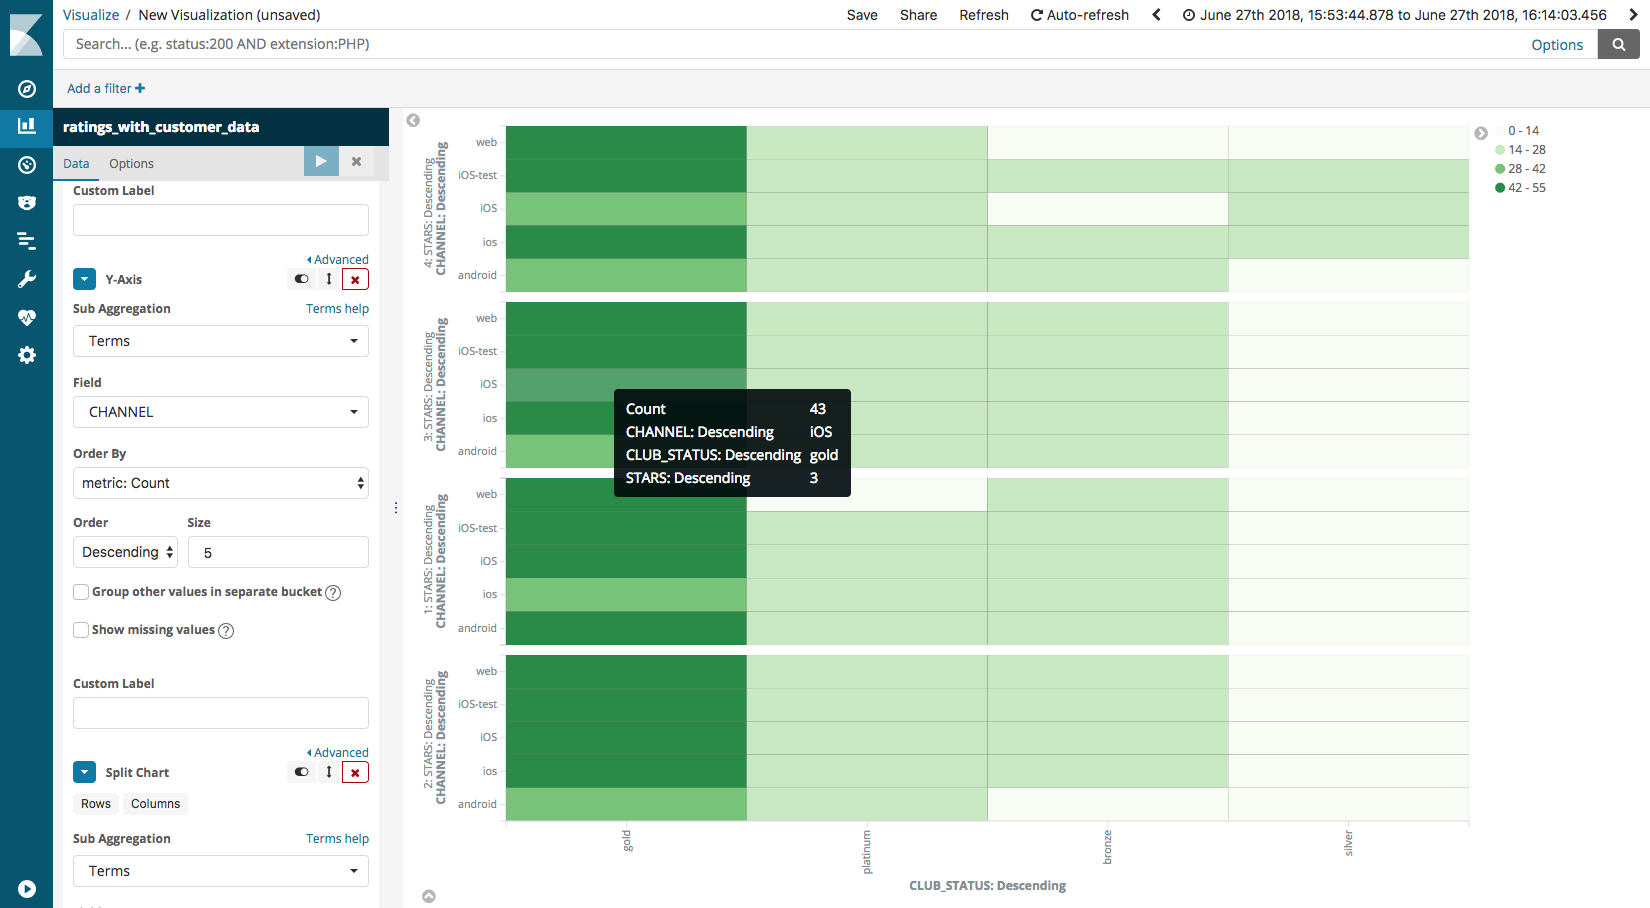 Visualize / New Visualization (unsaved)
Save Share Refresh Auto-refresh June 27th 2018, 15:53:44.878 to June 27th 2018, 16:14:03.456
Search... (e.g. status:200 AND extension:PHP)
Options
Add a filter +
ratings_with_customer_data
Data Options
Custom Label
Advanced
Y-Axis
Sub Aggregation Terms help
Terms
Field
CHANNEL
Order By
metric: Count
Order Size
Descending 5
Group other values in separate bucket ?
Show missing values ?
Custom Label
Advanced
Split Chart
Rows Columns
Sub Aggregation Terms help
Terms
4: STARS: Descending
CHANNEL: Descending
web
iOS-test
iOS
ios
android
3: STARS: Descending
CHANNEL: Descending
web
iOS-test
iOS
ios
android
Count 43
CHANNEL: Descending iOS
CLUB_STATUS: Descending gold
STARS: Descending 3
1: STARS: Descending
CHANNEL: Descending
web
iOS-test
iOS
ios
android
2: STARS: Descending
CHANNEL: Descending
web
iOS-test
iOS
ios
android
gold
platinum
bronze
silver
CLUB_STATUS: Descending
0 - 14
14 - 28
28 - 42
42 - 55